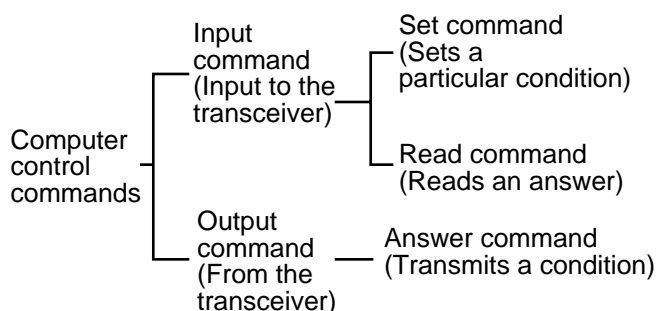 Computer
control
commands
Input
command
(Input to the
transceiver)
Set command
(Sets a
particular condition)
Read command
(Reads an answer)
Output
command
(From the
transceiver)
Answer command
(Transmits a condition)